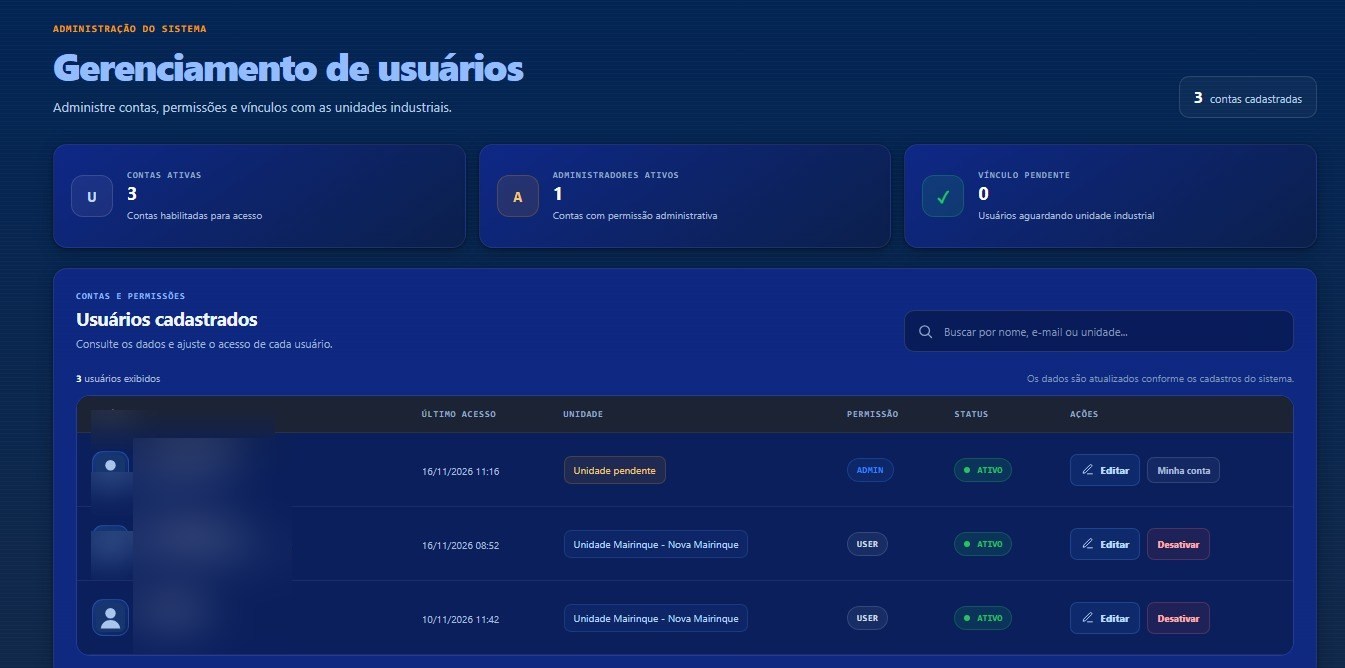 ADMINISTRAÇÃO DO SISTEMA
Gerenciamento de usuários
Administre contas, permissões e vínculos com as unidades industriais.
3 contas cadastradas
U
CONTAS ATIVAS
3
Contas habilitadas para acesso
A
ADMINISTRADORES ATIVOS
1
Contas com permissão administrativa
✓
VÍNCULO PENDENTE
0
Usuários aguardando unidade industrial
CONTAS E PERMISSÕES
Usuários cadastrados
Consulte os dados e ajuste o acesso de cada usuário.
Buscar por nome, e-mail ou unidade...
3 usuários exibidos
Os dados são atualizados conforme os cadastros do sistema.
ÚLTIMO ACESSO UNIDADE PERMISSÃO STATUS AÇÕES
16/11/2026 11:16 Unidade pendente ADMIN ATIVO Editar Minha conta
16/11/2026 08:52 Unidade Mairinque - Nova Mairinque USER ATIVO Editar Desativar
10/11/2026 11:42 Unidade Mairinque - Nova Mairinque USER ATIVO Editar Desativar